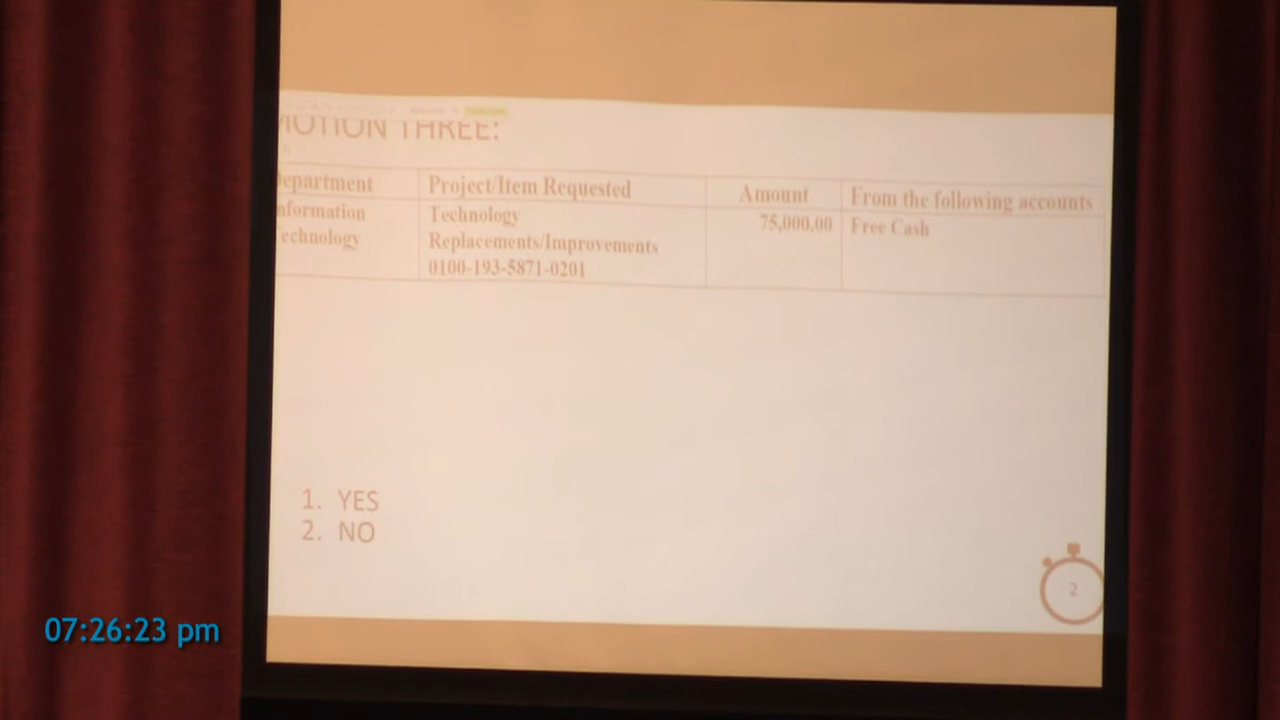 MOTION THREE:
Department Project/Item Requested Amount From the following accounts
Information Technology 75,000.00 Free Cash
Technology Replacements/Improvements
0100-193-5871-0201
1. YES
2. NO
2
07:26:23 pm